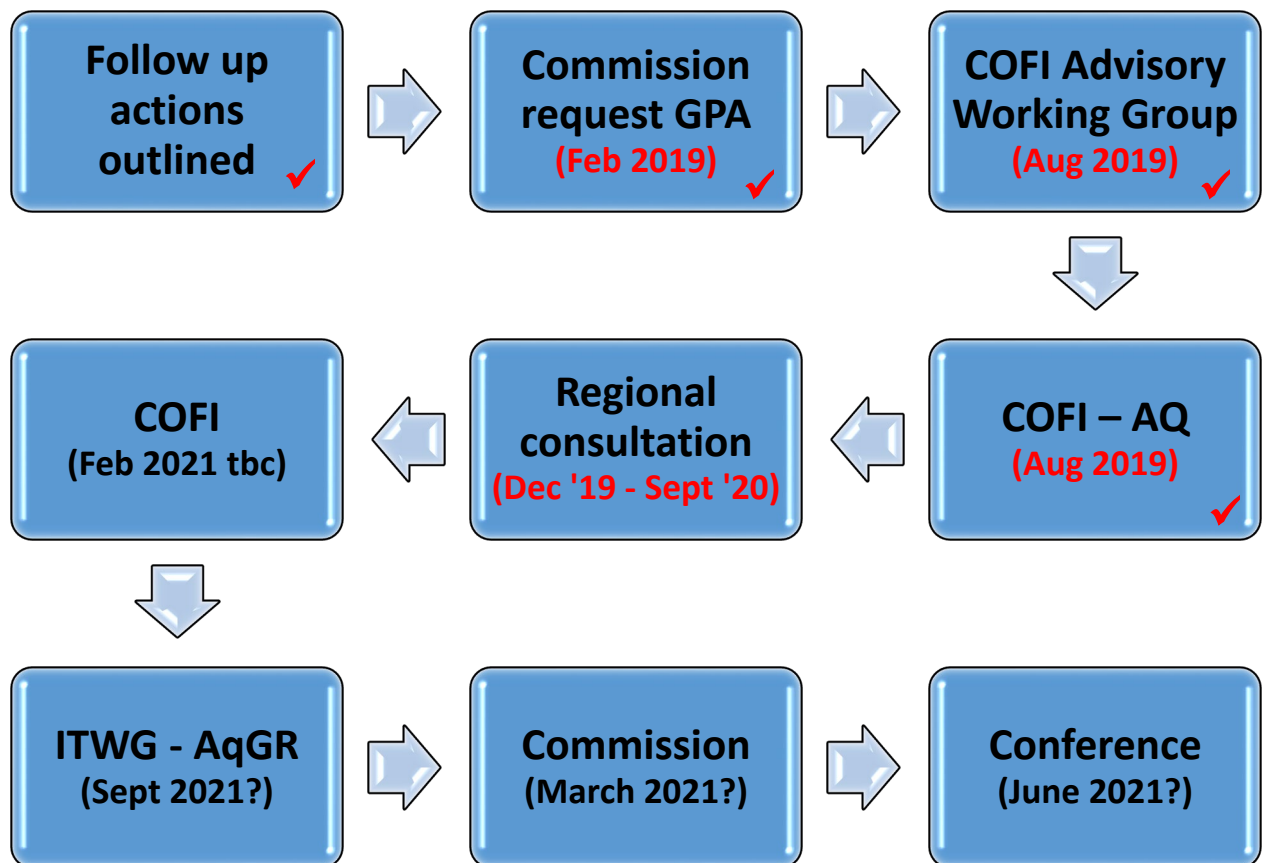 Follow up
actions
outlined
✓
Commission
request GPA
(Feb 2019)
✓
COFI Advisory
Working Group
(Aug 2019)
✓
COFI – AQ
(Aug 2019)
✓
Regional
consultation
(Dec '19 - Sept '20)
COFI
(Feb 2021 tbc)
ITWG - AqGR
(Sept 2021?)
Commission
(March 2021?)
Conference
(June 2021?)